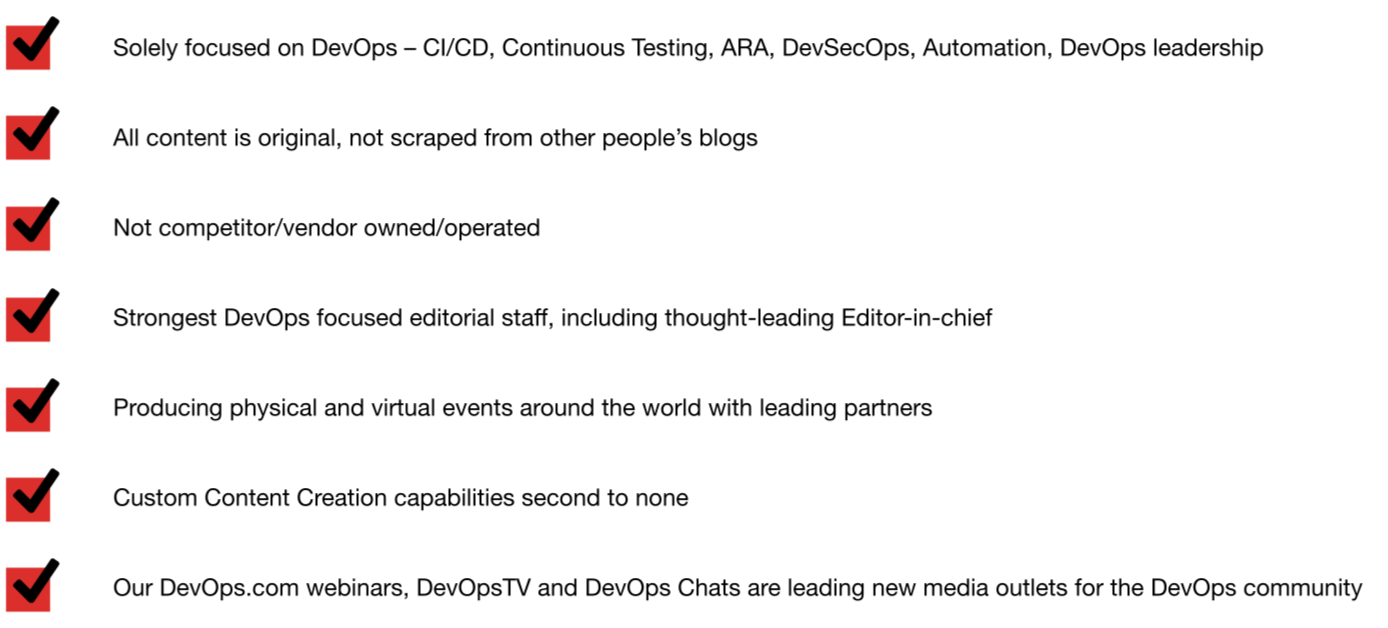 Solely focused on DevOps – CI/CD, Continuous Testing, ARA, DevSecOps, Automation, DevOps leadership
All content is original, not scraped from other people’s blogs
Not competitor/vendor owned/operated
Strongest DevOps focused editorial staff, including thought-leading Editor-in-chief
Producing physical and virtual events around the world with leading partners
Custom Content Creation capabilities second to none
Our DevOps.com webinars, DevOpsTV and DevOps Chats are leading new media outlets for the DevOps community